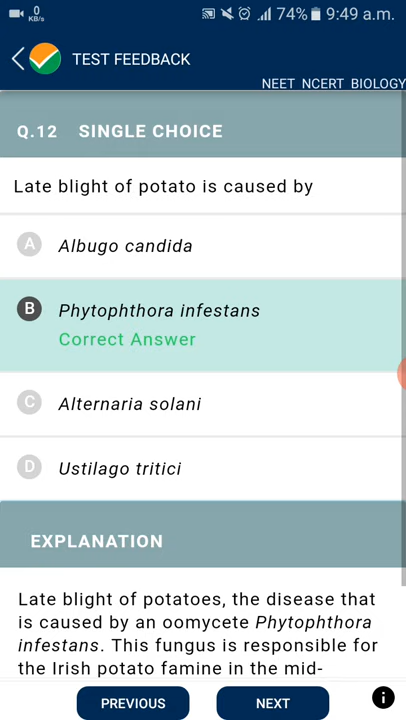 0
KB/s
74% 9:49 a.m.
TEST FEEDBACK
NEET NCERT BIOLOGY
Q.12 SINGLE CHOICE
Late blight of potato is caused by
A Albugo candida
B Phytophthora infestans
Correct Answer
C Alternaria solani
D Ustilago tritici
EXPLANATION
Late blight of potatoes, the disease that
is caused by an oomycete Phytophthora
infestans. This fungus is responsible for
the Irish potato famine in the mid-
PREVIOUS NEXT